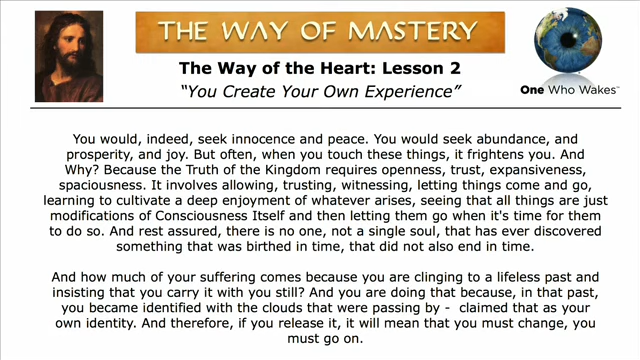 THE WAY OF MASTERY
The Way of the Heart: Lesson 2
“You Create Your Own Experience”
One Who Wakes™
You would, indeed, seek innocence and peace. You would seek abundance, and
prosperity, and joy. But often, when you touch these things, it frightens you. And
Why? Because the Truth of the Kingdom requires openness, trust, expansiveness,
spaciousness. It involves allowing, trusting, witnessing, letting things come and go,
learning to cultivate a deep enjoyment of whatever arises, seeing that all things are just
modifications of Consciousness Itself and then letting them go when it's time for them
to do so. And rest assured, there is no one, not a single soul, that has ever discovered
something that was birthed in time, that did not also end in time.
And how much of your suffering comes because you are clinging to a lifeless past and
insisting that you carry it with you still? And you are doing that because, in that past,
you became identified with the clouds that were passing by - claimed that as your
own identity. And therefore, if you release it, it will mean that you must change, you
must go on.